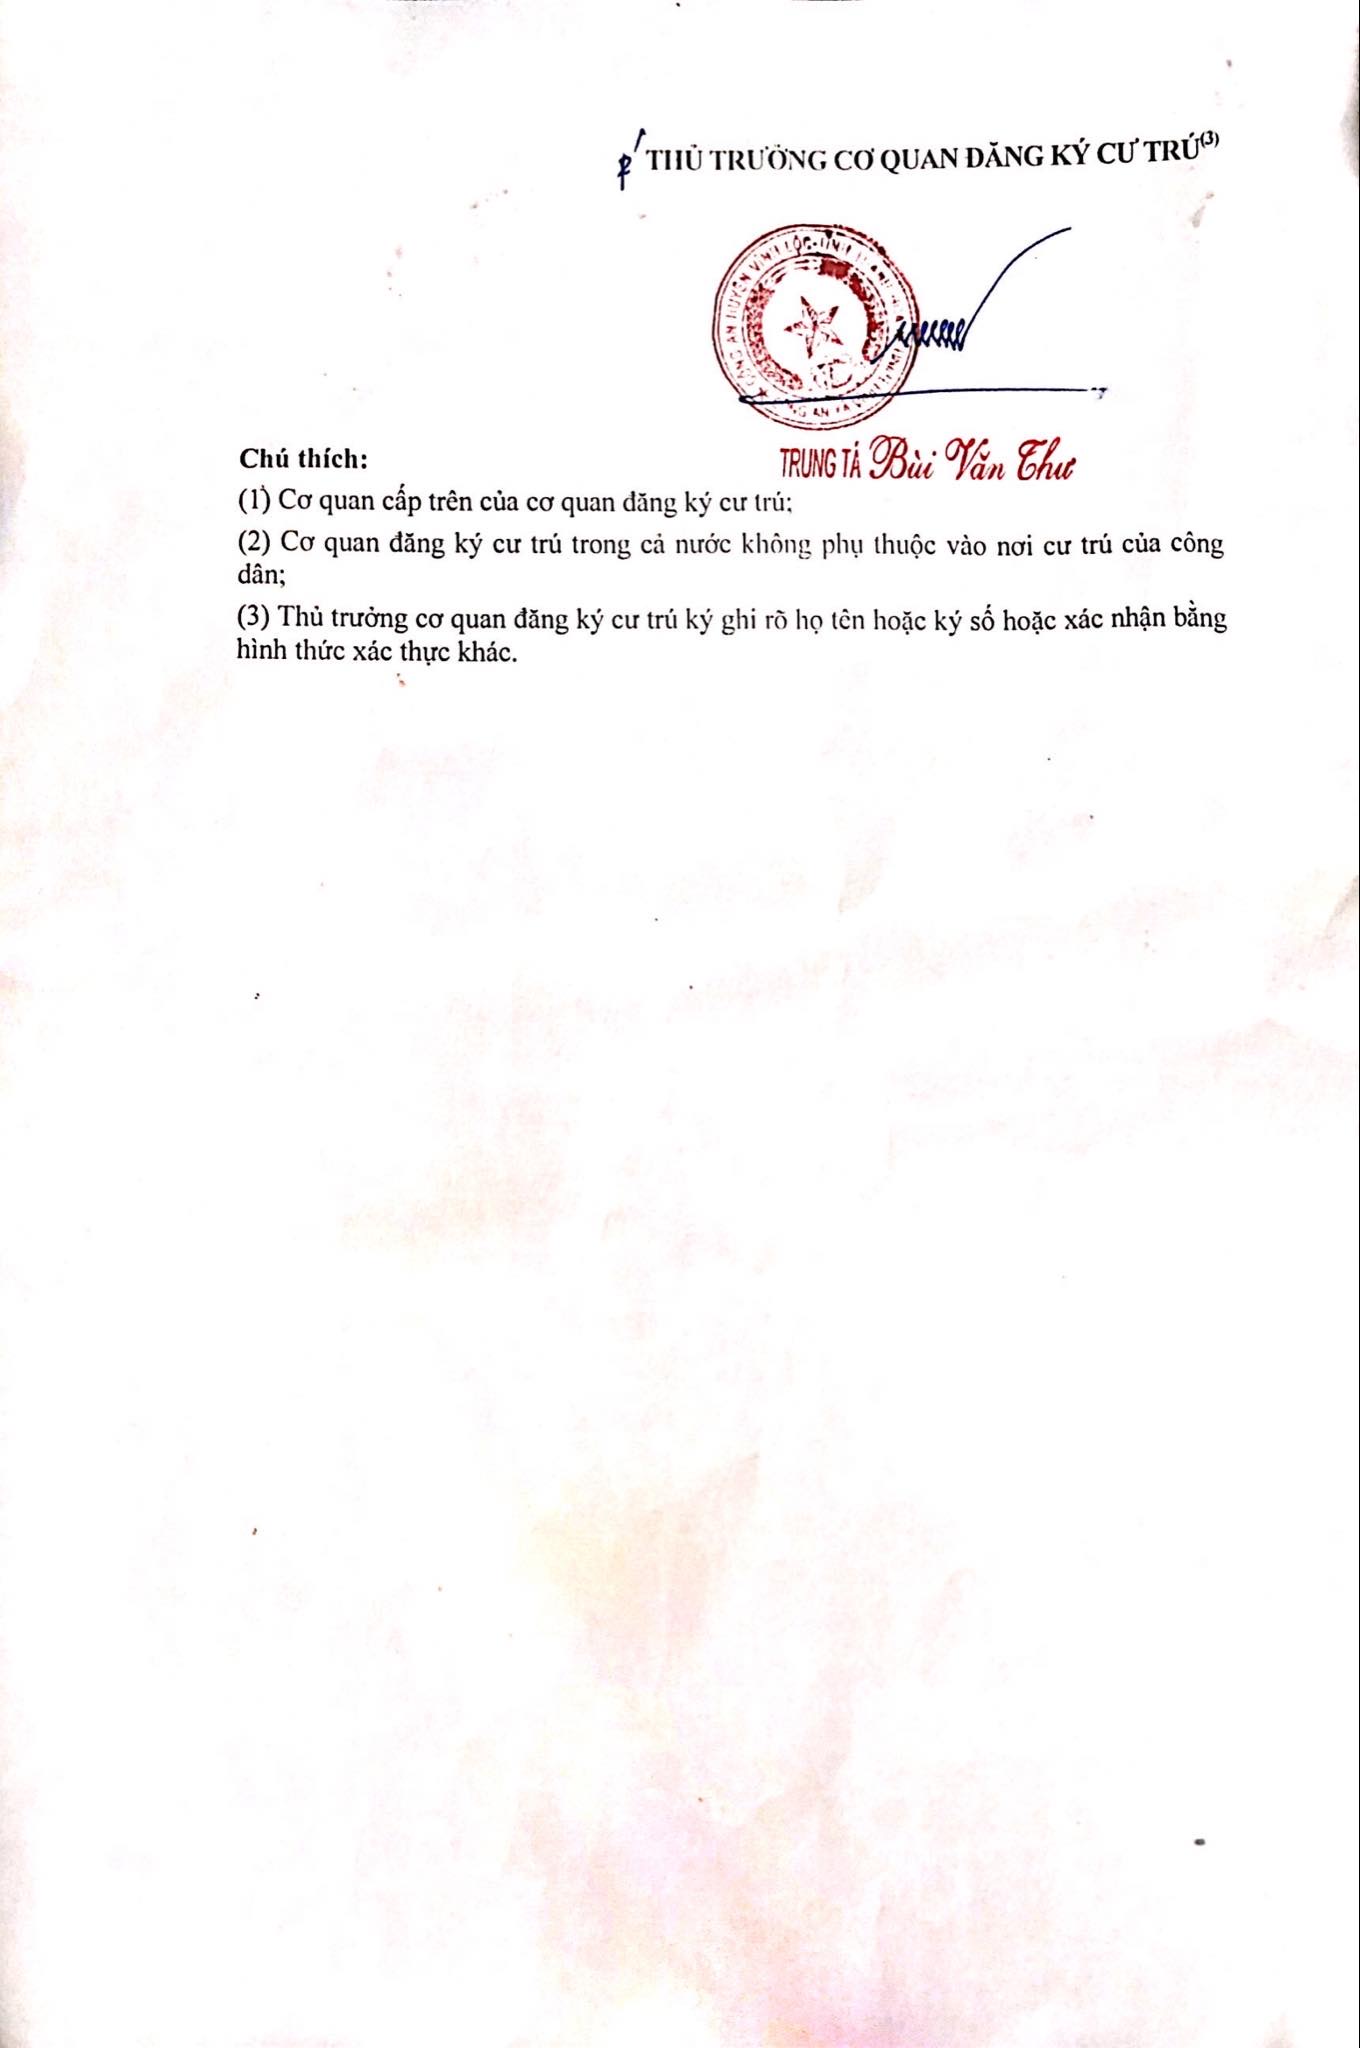 THỦ TRƯỞNG CƠ QUAN ĐĂNG KÝ CƯ TRÚ(3)
CÔNG AN HUYỆN VĨNH LỘC-TỈNH THANH
TRUNG TÁ Bùi Văn Thư
Chú thích:
(1) Cơ quan cấp trên của cơ quan đăng ký cư trú;
(2) Cơ quan đăng ký cư trú trong cả nước không phụ thuộc vào nơi cư trú của công
dân;
(3) Thủ trưởng cơ quan đăng ký cư trú ký ghi rõ họ tên hoặc ký số hoặc xác nhận bằng
hình thức xác thực khác.